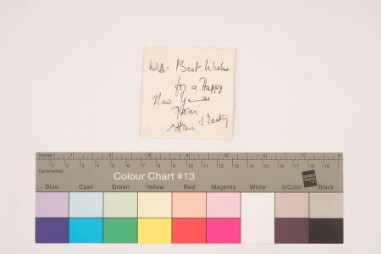 With Best Wishes
for a Happy
New Year
From
Colour Chart #13
Blue Cyan Green Yellow Red Magenta White 3/Color Black